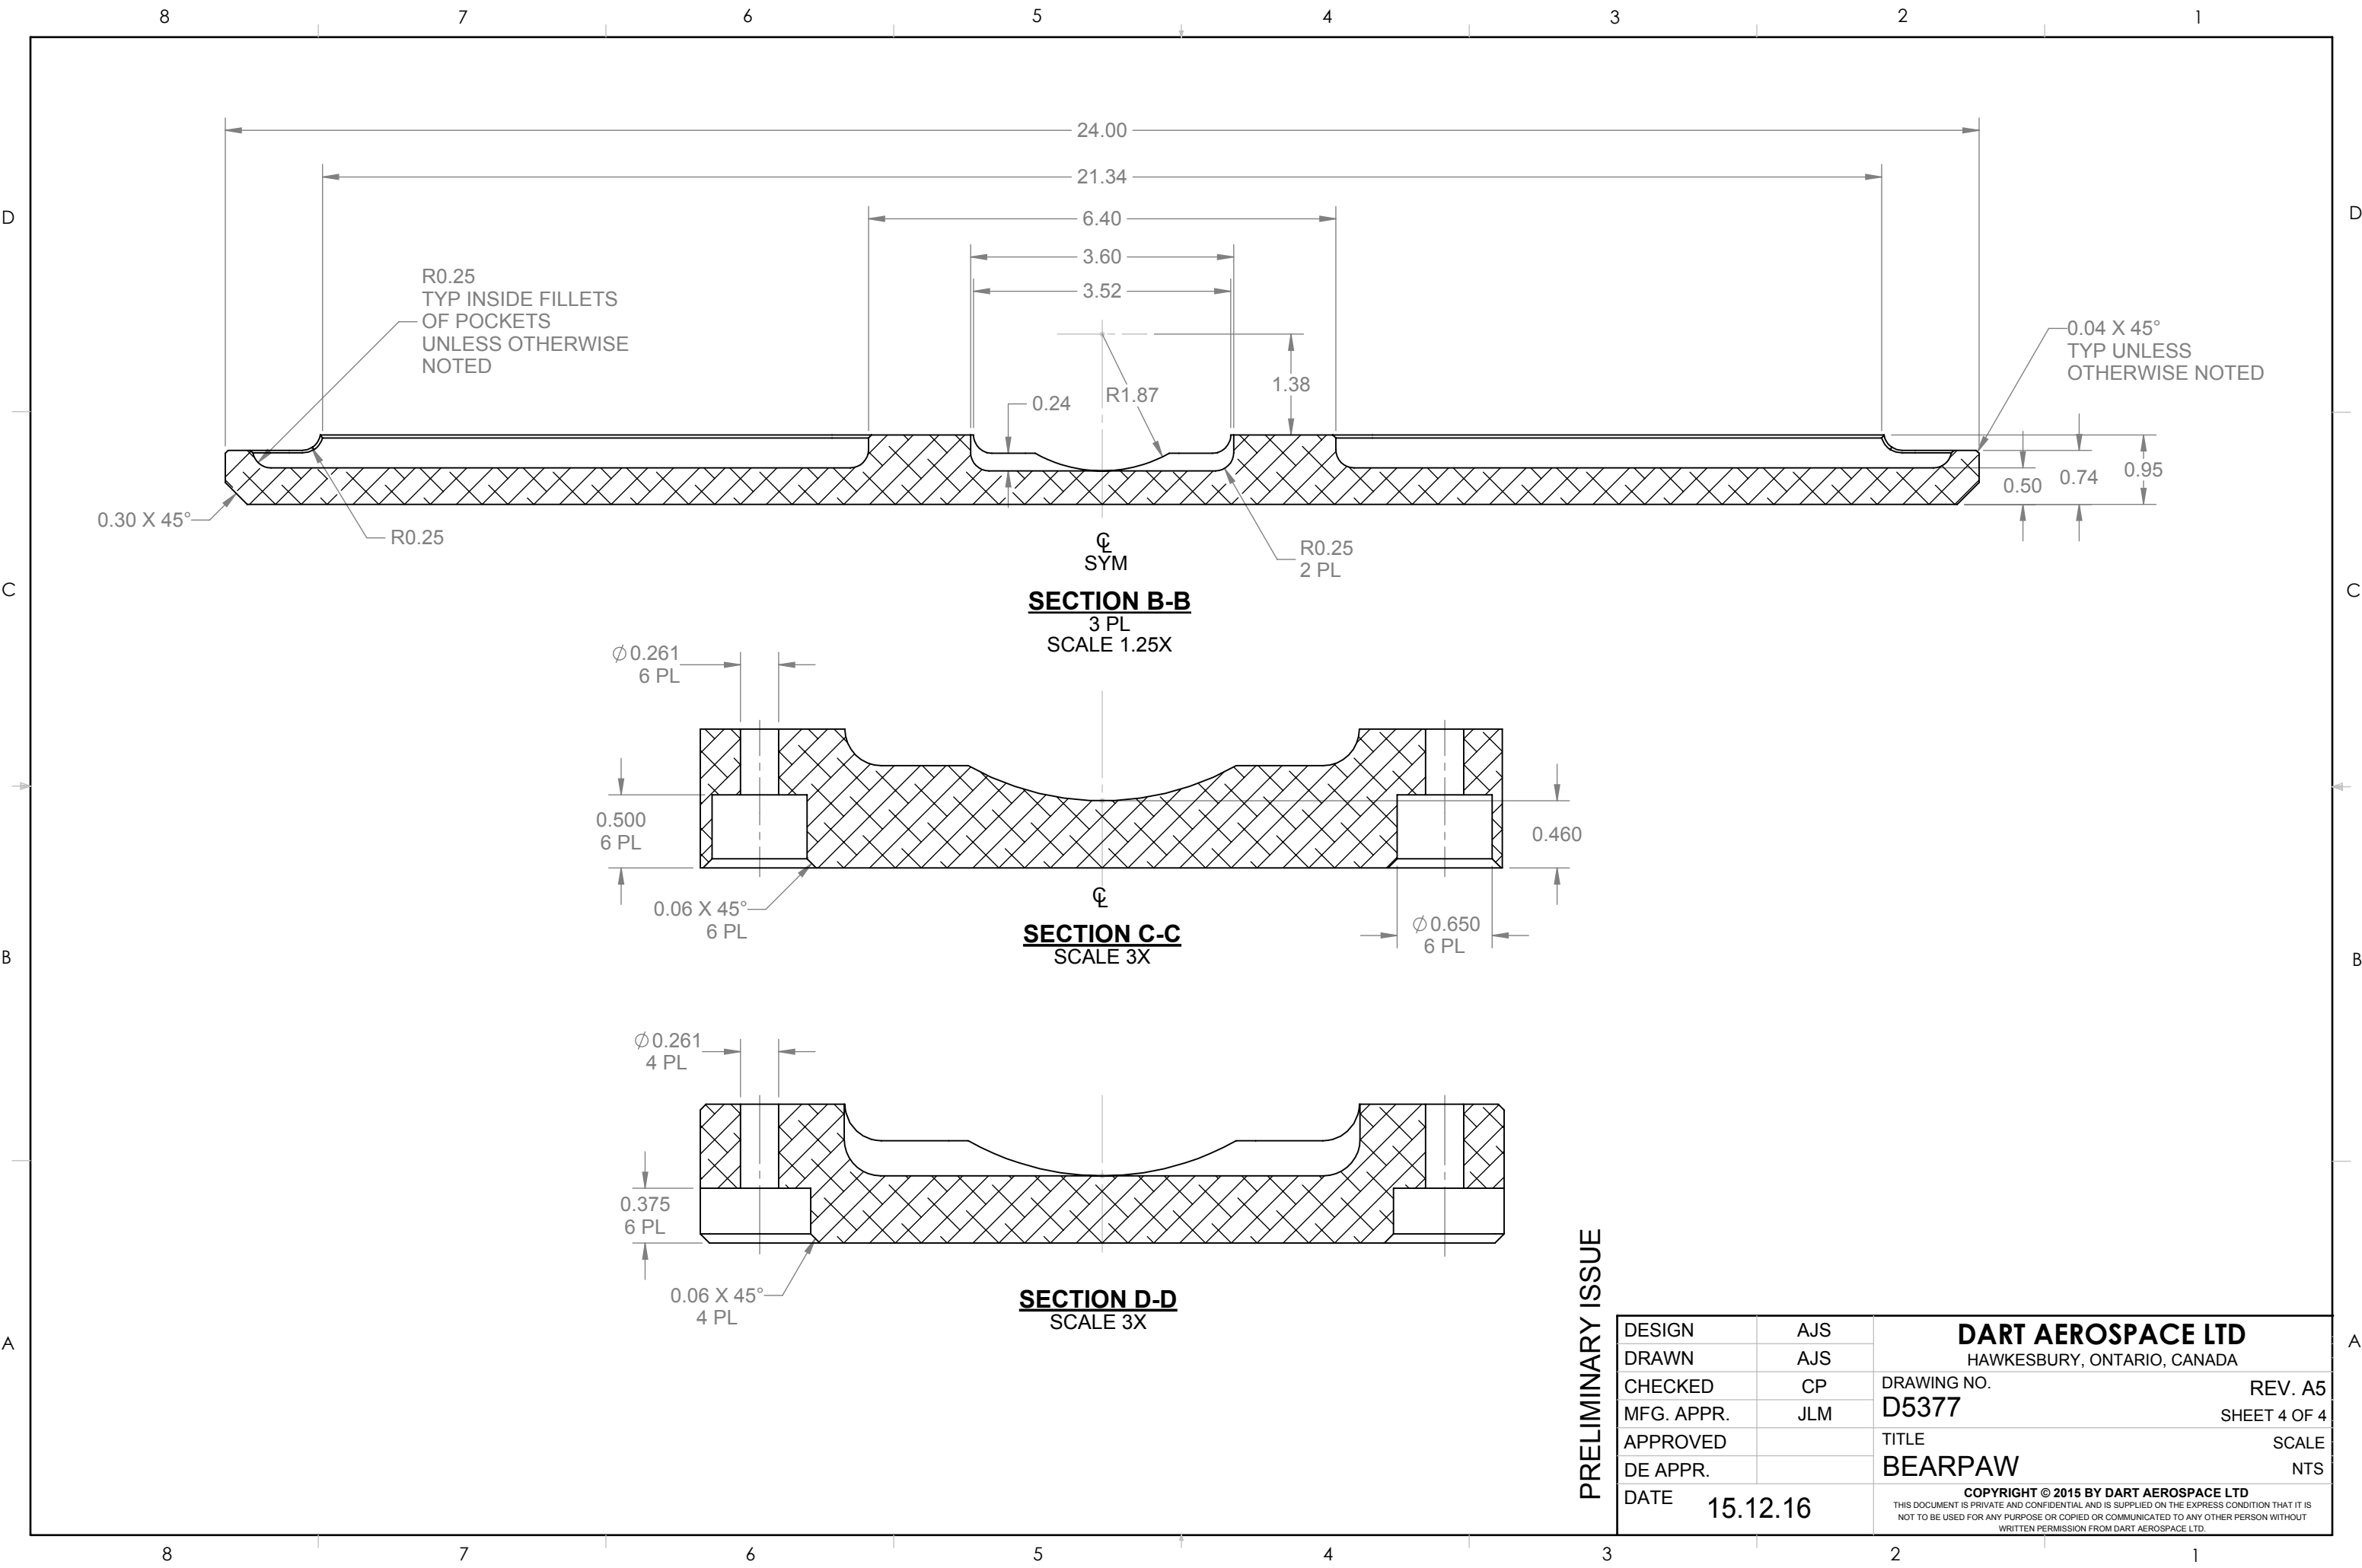 8 7 6 5 4 3 2 1
D D
24.00
21.34
6.40
3.60
3.52
R0.25
TYP INSIDE FILLETS
OF POCKETS
UNLESS OTHERWISE
NOTED
0.04 X 45°
TYP UNLESS
OTHERWISE NOTED
0.24
R1.87
1.38
0.50
0.74
0.95
0.30 X 45°
R0.25
R0.25
2 PL
℄
SYM
C C
SECTION B-B
3 PL
SCALE 1.25X
∅0.261
6 PL
0.500
6 PL
0.460
0.06 X 45°
6 PL
∅0.650
6 PL
℄
SECTION C-C
SCALE 3X
B B
∅0.261
4 PL
0.375
6 PL
0.06 X 45°
4 PL
SECTION D-D
SCALE 3X
A A
PRELIMINARY ISSUE
DESIGN AJS
DRAWN AJS
CHECKED CP
MFG. APPR. JLM
APPROVED
DE APPR.
DATE 15.12.16
DART AEROSPACE LTD
HAWKESBURY, ONTARIO, CANADA
DRAWING NO.
D5377
REV. A5
SHEET 4 OF 4
TITLE
BEARPAW
SCALE
NTS
COPYRIGHT © 2015 BY DART AEROSPACE LTD
THIS DOCUMENT IS PRIVATE AND CONFIDENTIAL AND IS SUPPLIED ON THE EXPRESS CONDITION THAT IT IS
NOT TO BE USED FOR ANY PURPOSE OR COPIED OR COMMUNICATED TO ANY OTHER PERSON WITHOUT
WRITTEN PERMISSION FROM DART AEROSPACE LTD.
8 7 6 5 4 3 2 1